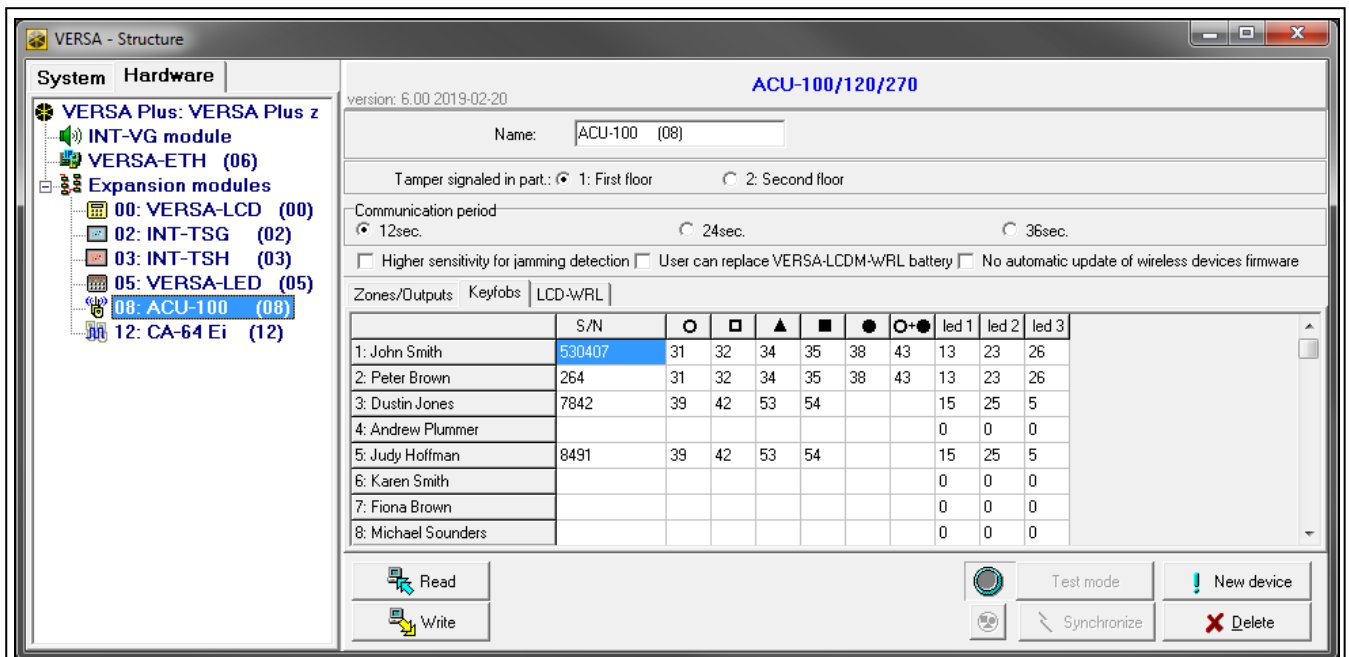 VERSA - Structure
System Hardware
VERSA Plus: VERSA Plus z
INT-VG module
VERSA-ETH (06)
Expansion modules
00: VERSA-LCD (00)
02: INT-TSG (02)
03: INT-TSH (03)
05: VERSA-LED (05)
08: ACU-100 (08)
12: CA-64 Ei (12)
ACU-100/120/270
version: 6.00 2019-02-20
Name: ACU-100 (08)
Tamper signaled in part.: 1: First floor 2: Second floor
Communication period
12sec. 24sec. 36sec.
Higher sensitivity for jamming detection User can replace VERSA-LCDM-WRL battery No automatic update of wireless devices firmware
Zones/Outputs Keyfobs LCD-WRL
S/N led 1 led 2 led 3
1: John Smith 530407 31 32 34 35 38 43 13 23 26
2: Peter Brown 264 31 32 34 35 38 43 13 23 26
3: Dustin Jones 7842 39 42 53 54 15 25 5
4: Andrew Plummer 0 0 0
5: Judy Hoffman 8491 39 42 53 54 15 25 5
6: Karen Smith 0 0 0
7: Fiona Brown 0 0 0
8: Michael Sounders 0 0 0
Read Test mode New device
Write Synchronize Delete